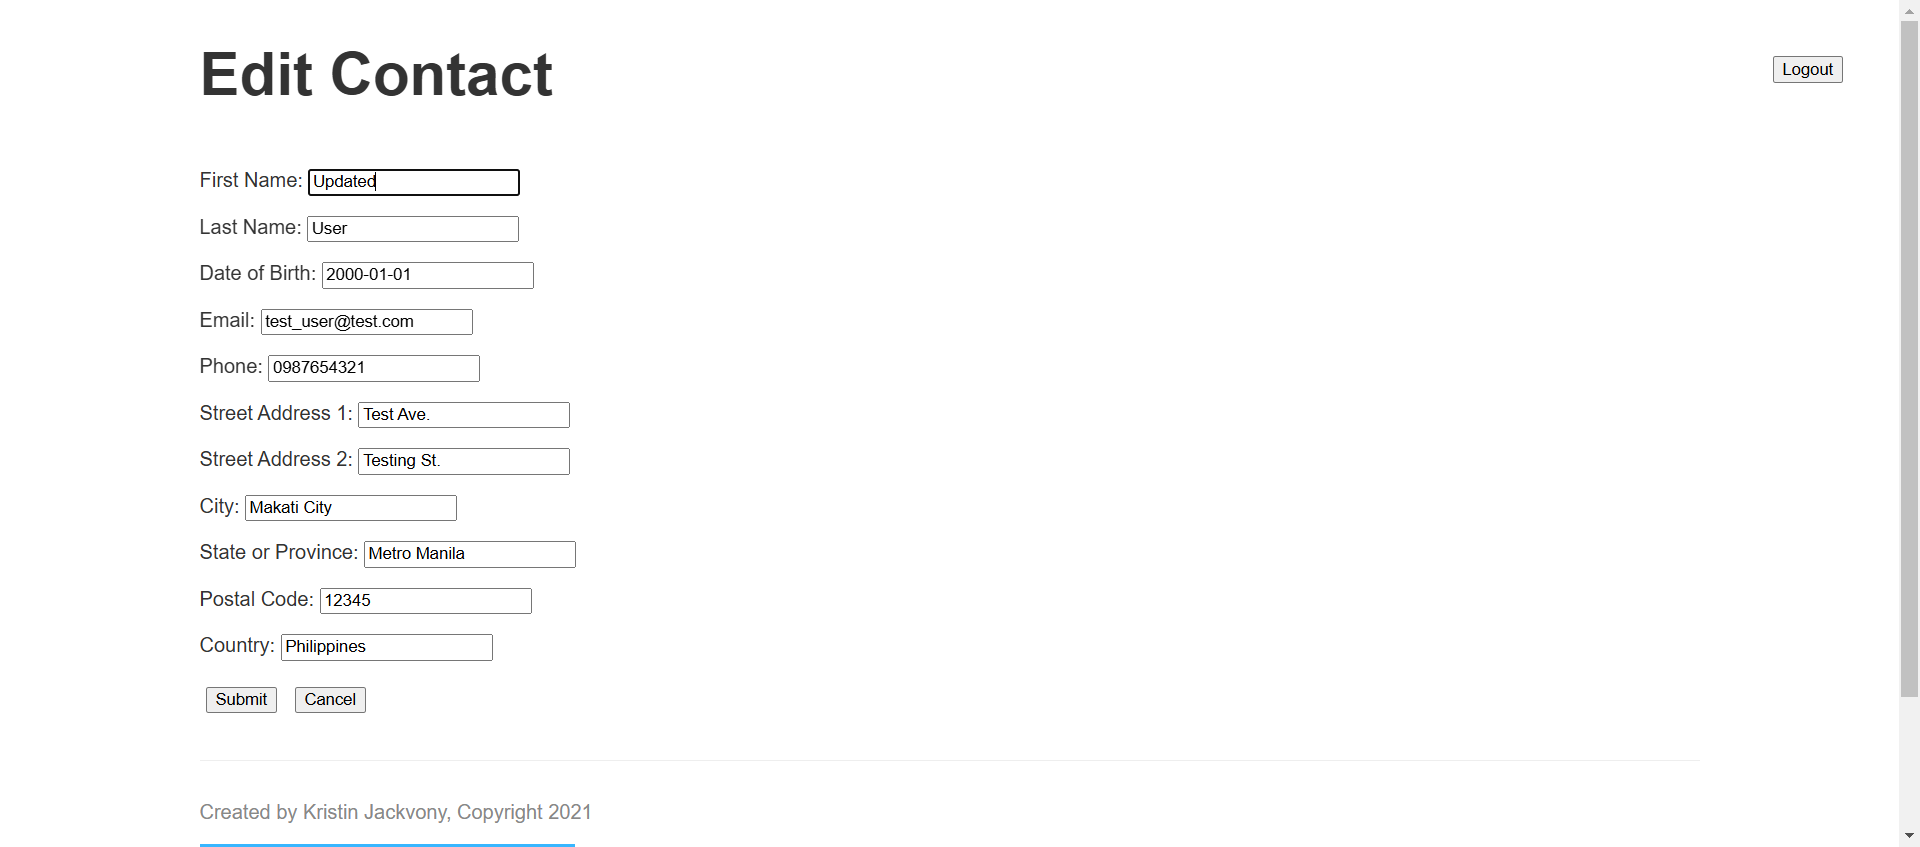 Edit Contact
Logout
First Name: Updated
Last Name: User
Date of Birth: 2000-01-01
Email: test_user@test.com
Phone: 0987654321
Street Address 1: Test Ave.
Street Address 2: Testing St.
City: Makati City
State or Province: Metro Manila
Postal Code: 12345
Country: Philippines
Submit Cancel
Created by Kristin Jackvony, Copyright 2021